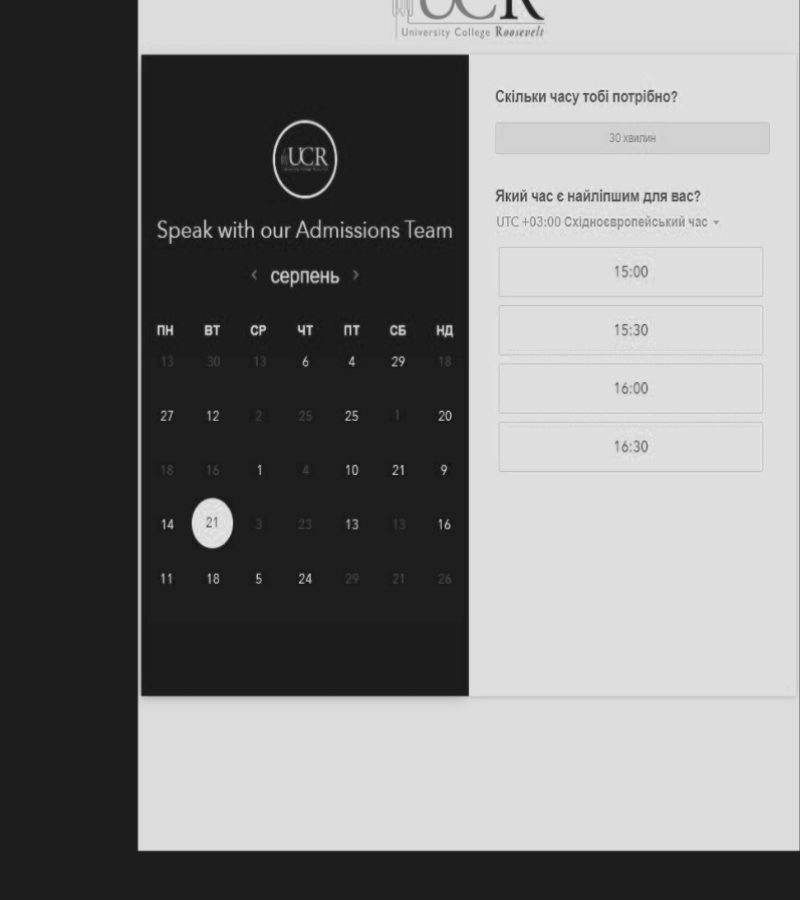 UCR
University College Roosevelt
UCR
Speak with our Admissions Team
‹ серпень ›
ПН ВТ СР ЧТ ПТ СБ НД
13 30 13 6 4 29 18
27 12 2 25 25 1 20
18 16 1 4 10 21 9
14 21 3 23 13 13 16
11 18 5 24 29 21 26
Скільки часу тобі потрібно?
30 хвилин
Який час є найліпшим для вас?
UTC +03:00 Східноєвропейський час
15:00
15:30
16:00
16:30